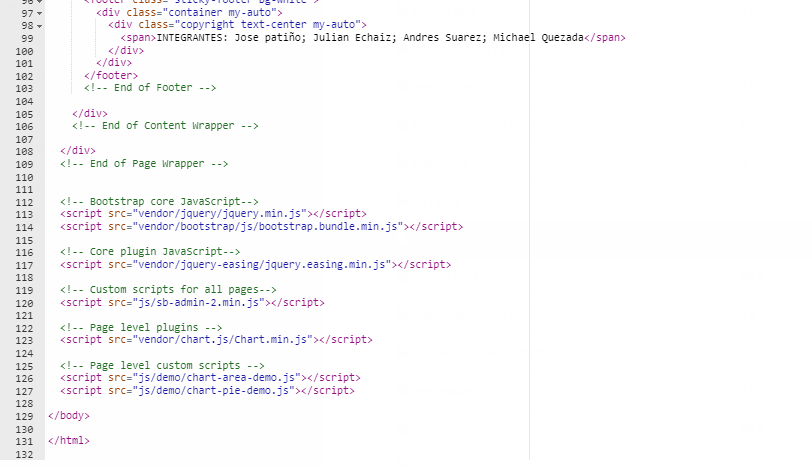 96 <footer class="sticky-footer bg-white">
97 <div class="container my-auto">
98 <div class="copyright text-center my-auto">
99 <span>INTEGRANTES: Jose patiño; Julian Echaiz; Andres Suarez; Michael Quezada</span>
100 </div>
101 </div>
102 </footer>
103 <!-- End of Footer -->
104
105 </div>
106 <!-- End of Content Wrapper -->
107
108 </div>
109 <!-- End of Page Wrapper -->
110
111
112 <!-- Bootstrap core JavaScript-->
113 <script src="vendor/jquery/jquery.min.js"></script>
114 <script src="vendor/bootstrap/js/bootstrap.bundle.min.js"></script>
115
116 <!-- Core plugin JavaScript-->
117 <script src="vendor/jquery-easing/jquery.easing.min.js"></script>
118
119 <!-- Custom scripts for all pages-->
120 <script src="js/sb-admin-2.min.js"></script>
121
122 <!-- Page level plugins -->
123 <script src="vendor/chart.js/Chart.min.js"></script>
124
125 <!-- Page level custom scripts -->
126 <script src="js/demo/chart-area-demo.js"></script>
127 <script src="js/demo/chart-pie-demo.js"></script>
128
129 </body>
130
131 </html>
132